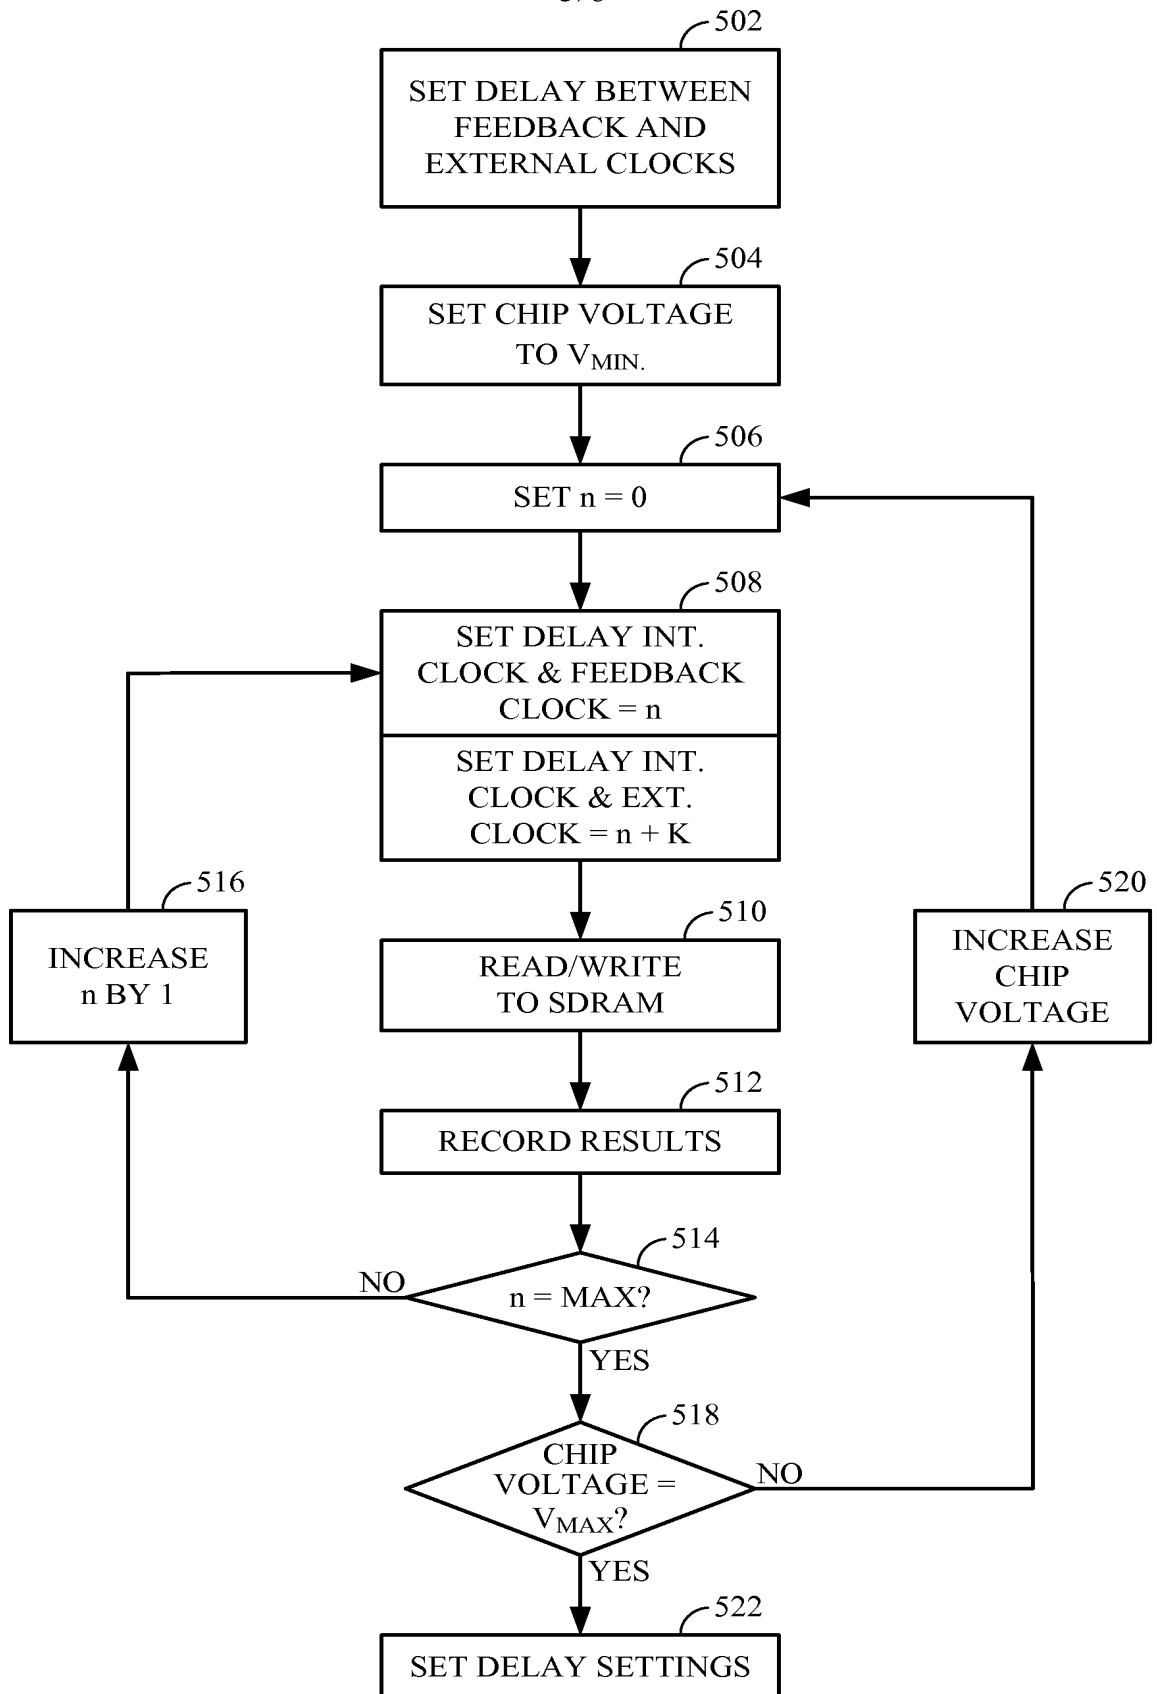 502
SET DELAY BETWEEN
FEEDBACK AND
EXTERNAL CLOCKS
504
SET CHIP VOLTAGE
TO VMIN.
506
SET n = 0
508
SET DELAY INT.
CLOCK & FEEDBACK
CLOCK = n
SET DELAY INT.
CLOCK & EXT.
CLOCK = n + K
516
INCREASE
n BY 1
510
READ/WRITE
TO SDRAM
520
INCREASE
CHIP
VOLTAGE
512
RECORD RESULTS
514
n = MAX?
NO
YES
518
CHIP
VOLTAGE =
VMAX?
NO
YES
522
SET DELAY SETTINGS